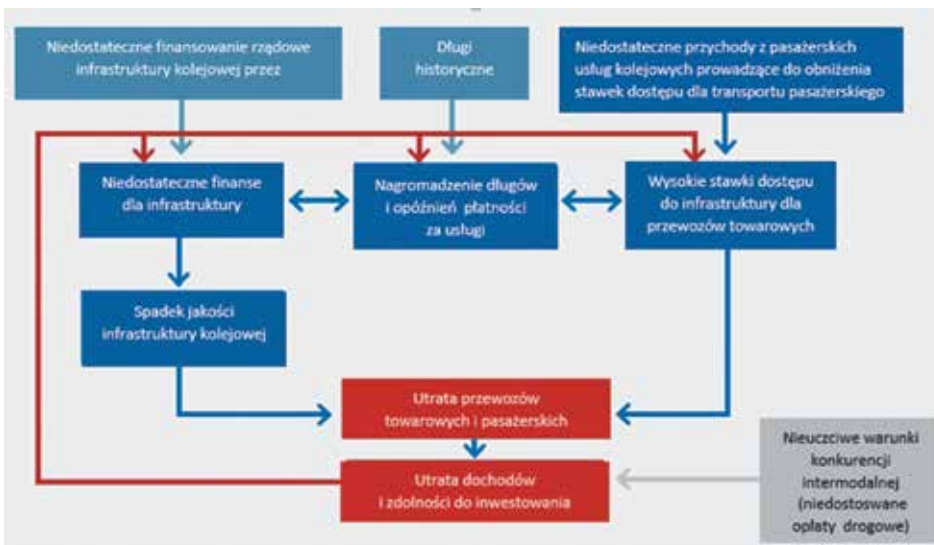 Niedostateczne finansowanie rządowe
infrastruktury kolejowej przez
Długi
historyczne
Niedostateczne przychody z pasażerskich
usług kolejowych prowadzące do obniżenia
stawek dostępu dla transportu pasażerskiego
Niedostateczne finanse
dla infrastruktury
Nagromadzenie długów
i opóźnień płatności
za usługi
Wysokie stawki dostępu
do infrastruktury dla
przewozów towarowych
Spadek jakości
infrastruktury kolejowej
Utrata przewozów
towarowych i pasażerskich
Utrata dochodów
i zdolności do inwestowania
Nieuczciwe warunki
konkurencji
intermodalnej
(niedostoswane
opłaty drogowe)